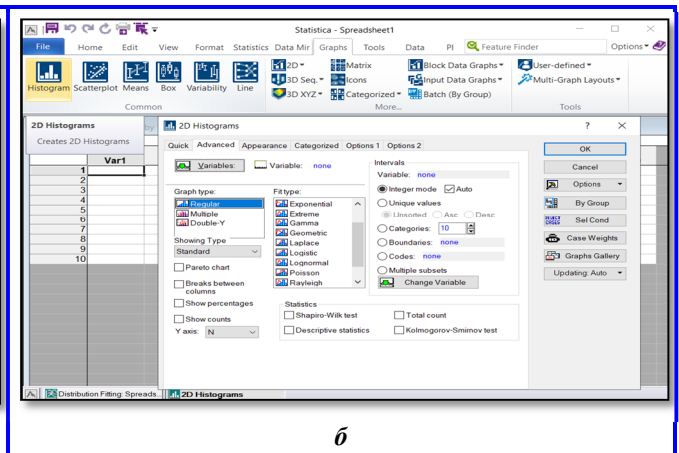 Statistica - Spreadsheet1
File Home Edit View Format Statistics Data Mir Graphs Tools Data PI Feature Finder Options
Histogram Scatterplot Means Box Variability Line
2D Matrix Block Data Graphs User-defined
3D Seq. Icons Input Data Graphs Multi-Graph Layouts
3D XYZ Categorized Batch (By Group)
Common More... Tools
2D Histograms
Creates 2D Histograms
by
Var1
1
2
3
4
5
6
7
8
9
10
2D Histograms ? ×
Quick Advanced Appearance Categorized Options 1 Options 2
Variables: Variable: none
Graph type:
Regular
Multiple
Double-Y
Showing Type
Standard
Pareto chart
Breaks between
columns
Show percentages
Show counts
Y axis: N
Fit type:
Exponential
Extreme
Gamma
Geometric
Laplace
Logistic
Lognormal
Poisson
Rayleigh
Intervals
Variable: none
Integer mode Auto
Unique values
Unsorted Asc Desc
Categories: 10
Boundaries: none
Codes: none
Multiple subsets
Change Variable
Statistics
Shapiro-Wilk test Total count
Descriptive statistics Kolmogorov-Smirnov test
OK
Cancel
Options
By Group
SELECT CASES Sel Cond
Case Weights
Graphs Gallery
Updating: Auto
Distribution Fitting: Spreads... 2D Histograms
б